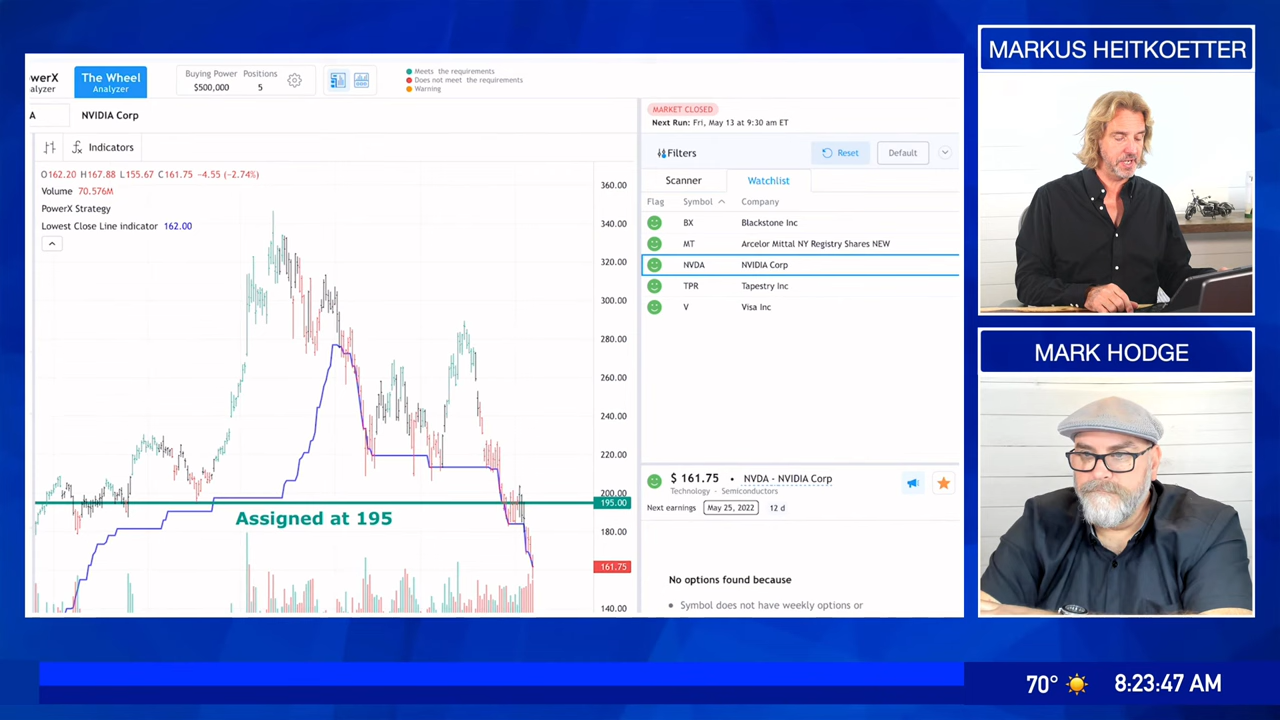 MARKUS HEITKOETTER
MARK HODGE
werX
alyzer
The Wheel
Analyzer
Buying Power Positions
$500,000 5
Meets the requirements
Does not meet the requirements
Warning
A NVIDIA Corp
Indicators
O162.20 H167.88 L155.67 C161.75 -4.55 (-2.74%)
Volume 70.576M
PowerX Strategy
Lowest Close Line indicator 162.00
360.00
340.00
320.00
300.00
280.00
260.00
240.00
220.00
200.00
195.00
180.00
161.75
140.00
Assigned at 195
MARKET CLOSED
Next Run: Fri, May 13 at 9:30 am ET
Filters Reset Default
Scanner Watchlist
Flag Symbol Company
BX Blackstone Inc
MT Arcelor Mittal NY Registry Shares NEW
NVDA NVIDIA Corp
TPR Tapestry Inc
V Visa Inc
$ 161.75 • NVDA - NVIDIA Corp
Technology - Semiconductors
Next earnings May 25, 2022 12 d
No options found because
• Symbol does not have weekly options or
70° 8:23:47 AM